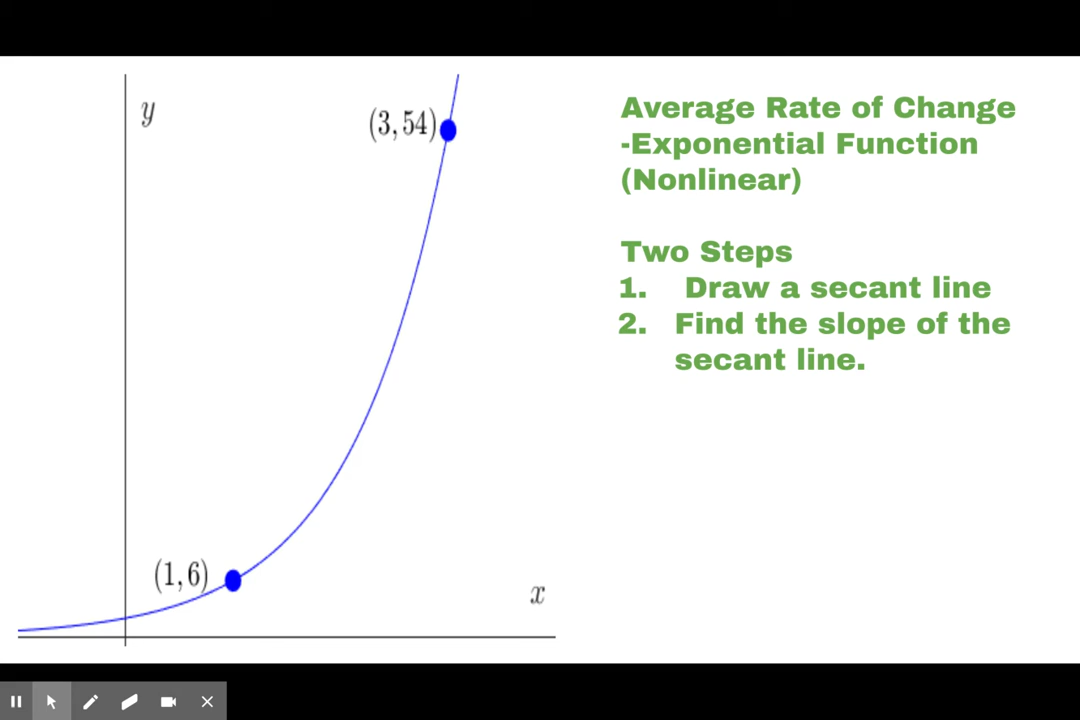 y
(3, 54)
(1, 6)
x
Average Rate of Change
-Exponential Function
(Nonlinear)
Two Steps
1. Draw a secant line
2. Find the slope of the
secant line.